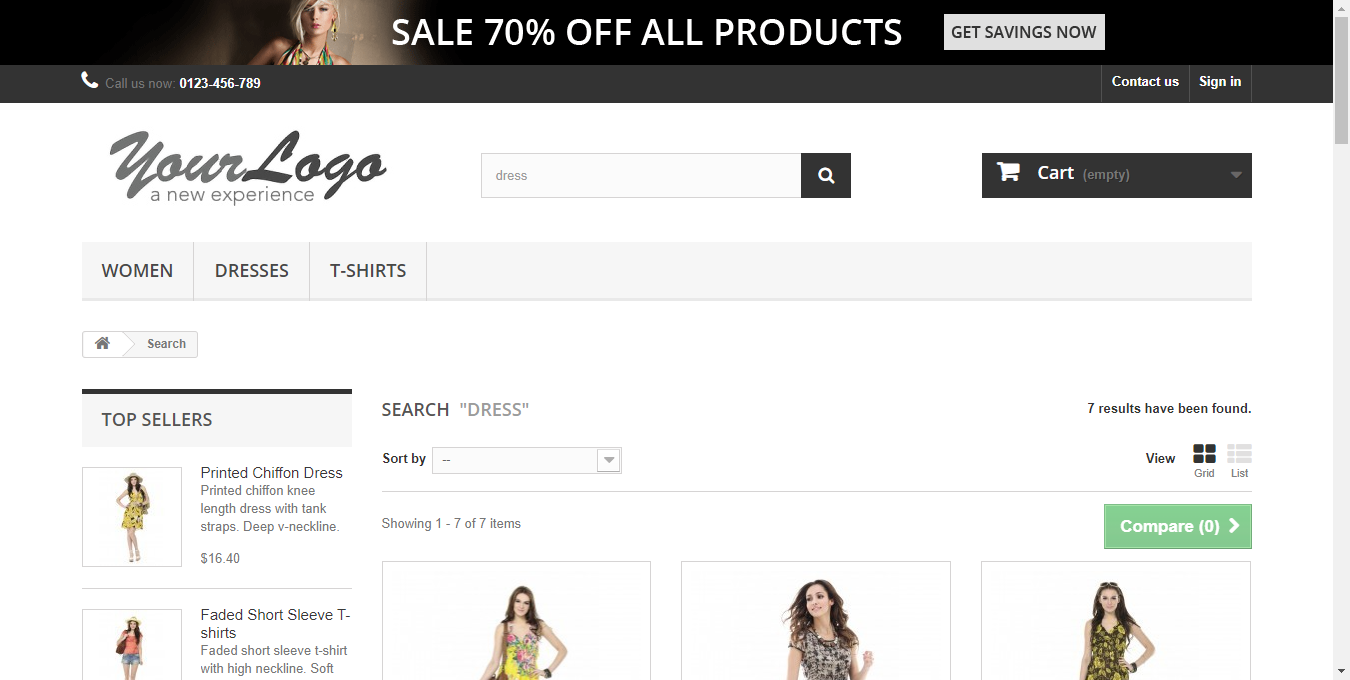 SALE 70% OFF ALL PRODUCTS
GET SAVINGS NOW
Call us now: 0123-456-789
Contact us
Sign in
YourLogo
a new experience
dress
Cart (empty)
WOMEN
DRESSES
T-SHIRTS
Search
TOP SELLERS
Printed Chiffon Dress
Printed chiffon knee
length dress with tank
straps. Deep v-neckline.
$16.40
Faded Short Sleeve T-
shirts
Faded short sleeve t-shirt
with high neckline. Soft
SEARCH "DRESS"
7 results have been found.
Sort by --
View
Grid
List
Showing 1 - 7 of 7 items
Compare (0)